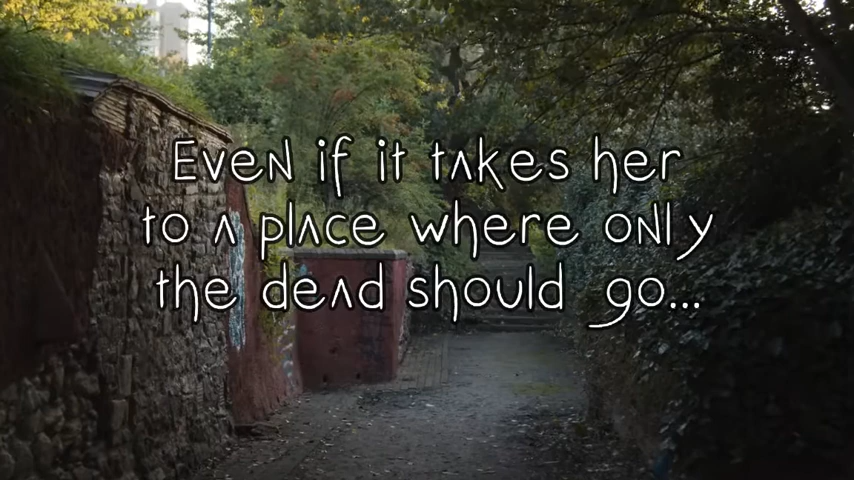 Even if it takes her
to a place where only
the dead should go...